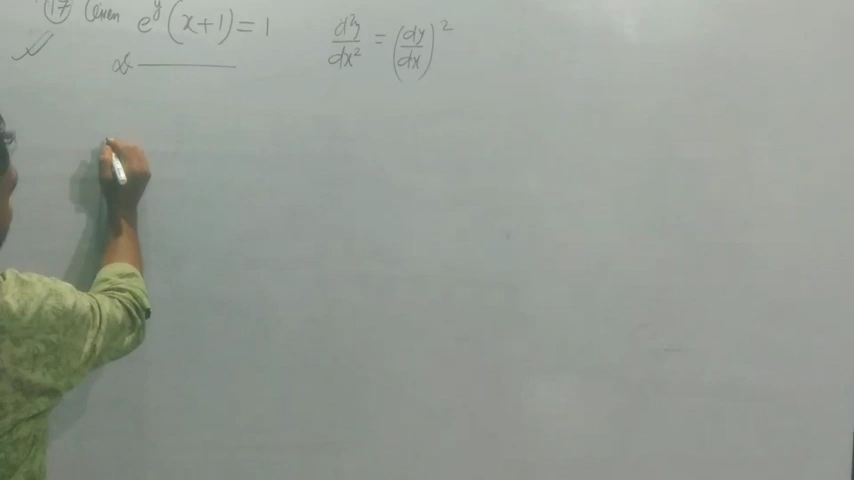 17 Given e^y (x+1) = 1 d²y/dx² = (dy/dx)²